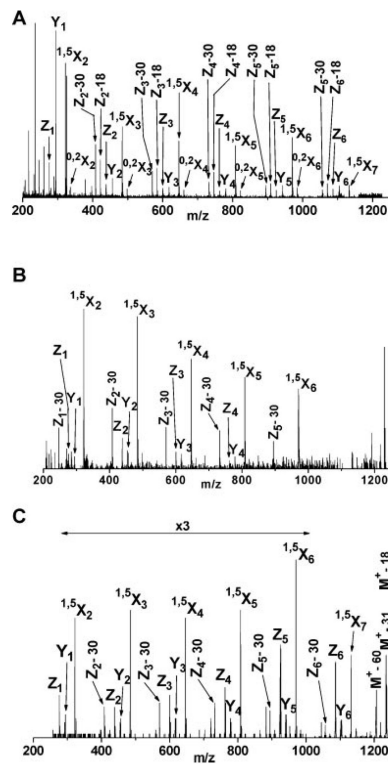 A
Y1
1,5X2
Z2-30
Z2-18
1,5X3
Z3-30
Z3-18
1,5X4
Z4-30
Z4-18
Z5-30
Z5-18
Z5-30
Z6-18
Z1
Z2
Z3
Z4
1,5X5
Z5
1,5X6
Z6
1,5X7
0,2X2
Y2
0,2X3
Y3
0,2X4
Y4
0,2X5
Y5
0,2X6
Y6
200 400 600 800 1000 1200
m/z
B
1,5X2
1,5X3
1,5X4
1,5X5
1,5X6
Z1
Z1-30
Y1
Z2-30
Z2
Y2
Z3-30
Z3
Y3
Z4-30
Z4
Y4
Z5-30
200 400 600 800 1000 1200
m/z
C
x3
1,5X2
1,5X3
1,5X4
1,5X5
1,5X6
1,5X7
M+-18
M+-31
M+-60
Z1
Y1
Z2-30
Z2
Y2
Z3-30
Z3
Y3
Z4-30
Z4
Y4
Z5-30
Z5
Y5
Z6-30
Z6
Y6
200 400 600 800 1000 1200
m/z